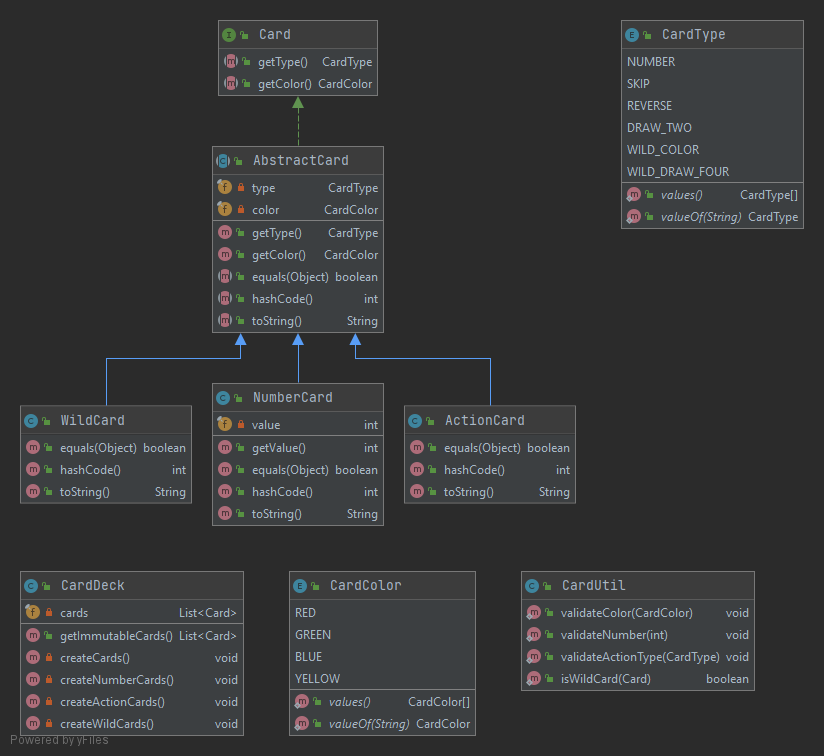 Card
getType() CardType
getColor() CardColor
CardType
NUMBER
SKIP
REVERSE
DRAW_TWO
WILD_COLOR
WILD_DRAW_FOUR
values() CardType[]
valueOf(String) CardType
AbstractCard
type CardType
color CardColor
getType() CardType
getColor() CardColor
equals(Object) boolean
hashCode() int
toString() String
WildCard
equals(Object) boolean
hashCode() int
toString() String
NumberCard
value int
getValue() int
equals(Object) boolean
hashCode() int
toString() String
ActionCard
equals(Object) boolean
hashCode() int
toString() String
CardDeck
cards List<Card>
getImmutableCards() List<Card>
createCards() void
createNumberCards() void
createActionCards() void
createWildCards() void
CardColor
RED
GREEN
BLUE
YELLOW
values() CardColor[]
valueOf(String) CardColor
CardUtil
validateColor(CardColor) void
validateNumber(int) void
validateActionType(CardType) void
isWildCard(Card) boolean
Powered by yFiles